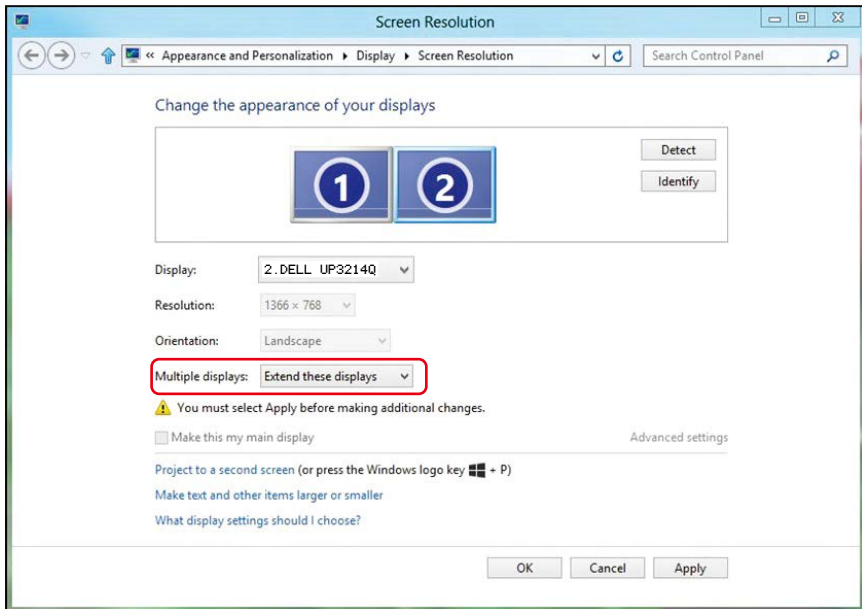 Screen Resolution
« Appearance and Personalization Display Screen Resolution Search Control Panel
Change the appearance of your displays
1 2
Detect
Identify
Display: 2.DELL UP3214Q
Resolution: 1366 × 768
Orientation: Landscape
Multiple displays: Extend these displays
You must select Apply before making additional changes.
Make this my main display Advanced settings
Project to a second screen (or press the Windows logo key + P)
Make text and other items larger or smaller
What display settings should I choose?
OK Cancel Apply